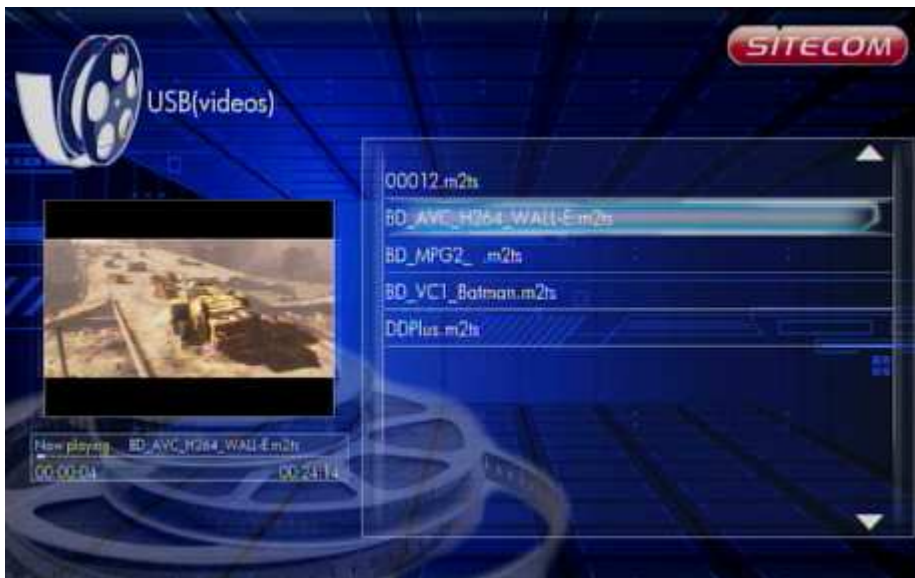 SITECOM
USB(videos)
00012.m2ts
BD_AVC_H264_WALL-E.m2ts
BD_MPG2_ .m2ts
BD_VC1_Batman.m2ts
DDPlus.m2ts
Now playing BD_AVC_H264_WALL-E.m2ts
00:00:04 00:24:14